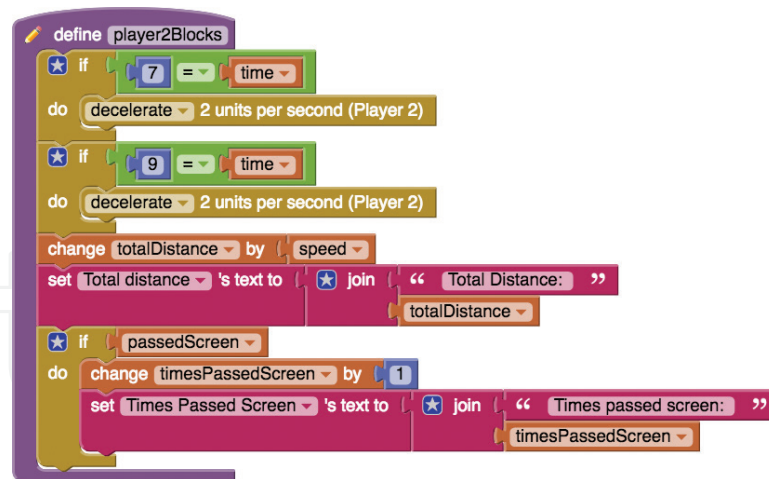 define player2Blocks
if 7 = time
do decelerate 2 units per second (Player 2)
if 9 = time
do decelerate 2 units per second (Player 2)
change totalDistance by speed
set Total distance 's text to join “ Total Distance: ”
totalDistance
if passedScreen
do change timesPassedScreen by 1
set Times Passed Screen 's text to join “ Times passed screen: ”
timesPassedScreen